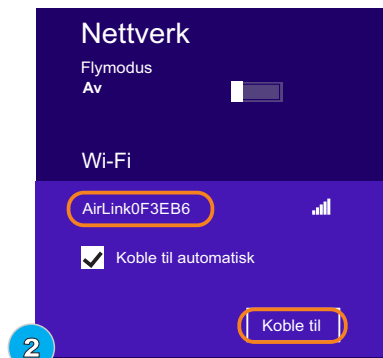 Nettverk
Flymodus
Av
Wi-Fi
AirLink0F3EB6
Koble til automatisk
Koble til
2